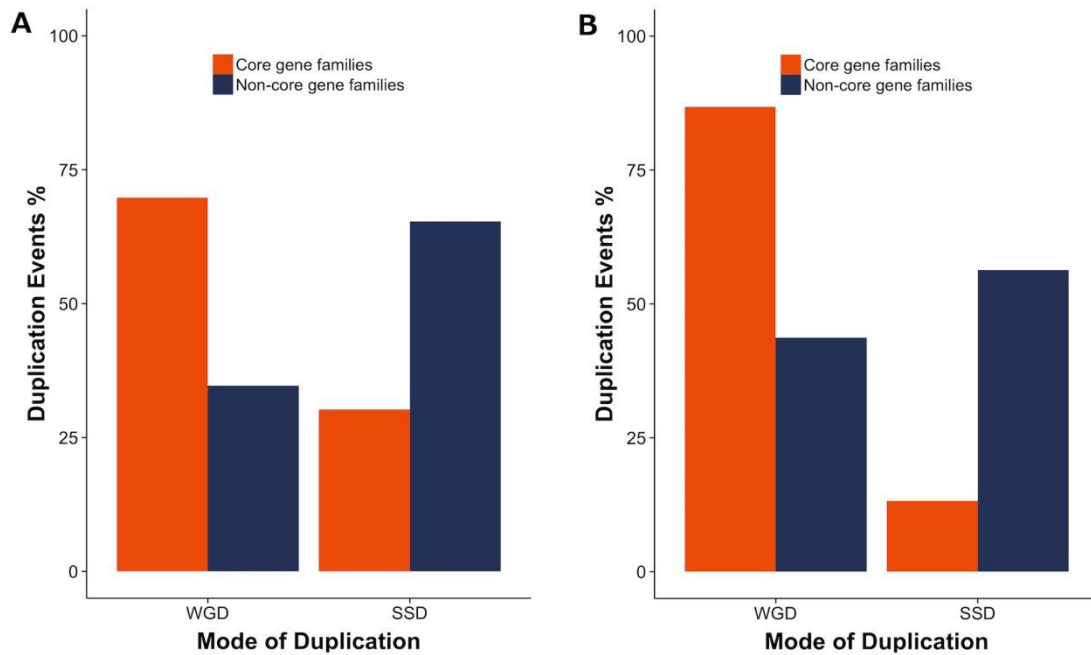 A
Duplication Events %
100
75
50
25
0
Core gene families
Non-core gene families
WGD
SSD
Mode of Duplication
B
Duplication Events %
100
75
50
25
0
Core gene families
Non-core gene families
WGD
SSD
Mode of Duplication